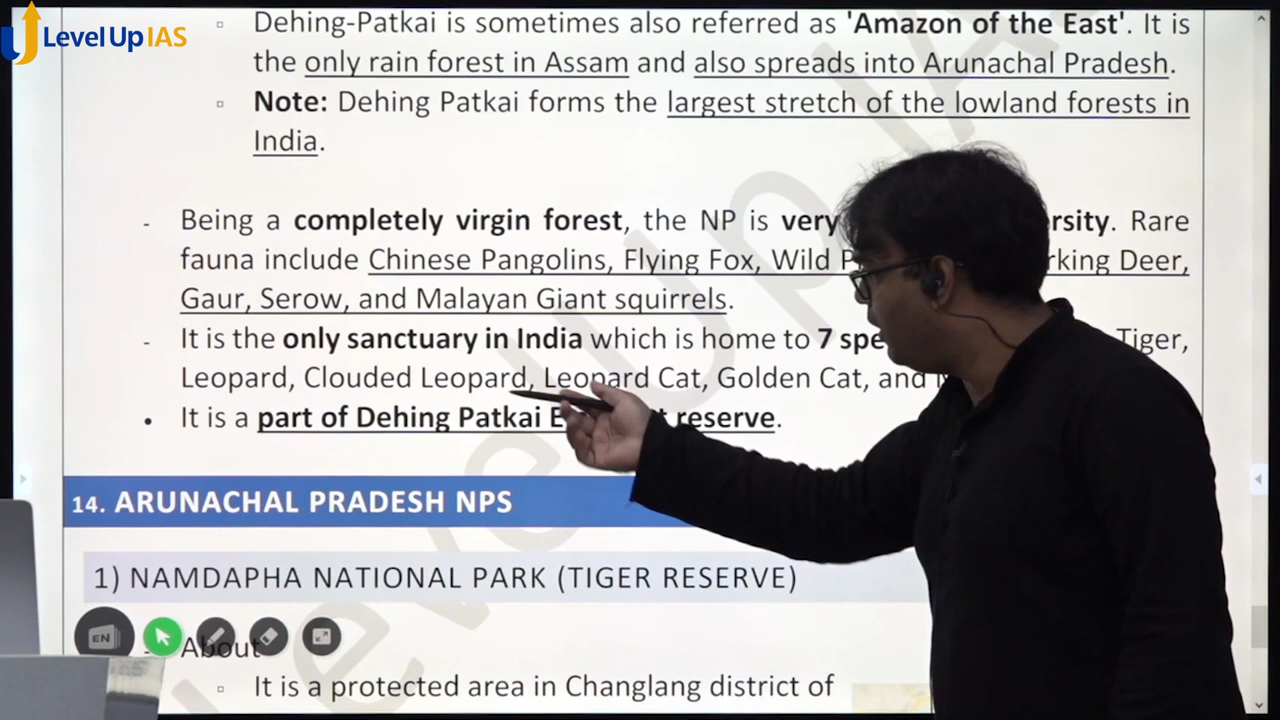 Level Up IAS
▫ Dehing-Patkai is sometimes also referred as 'Amazon of the East'. It is
the only rain forest in Assam and also spreads into Arunachal Pradesh.
▫ Note: Dehing Patkai forms the largest stretch of the lowland forests in
India.
- Being a completely virgin forest, the NP is very Rare
fauna include Chinese Pangolins, Flying Fox, Wild Deer,
Gaur, Serow, and Malayan Giant squirrels.
- It is the only sanctuary in India which is home to 7 Tiger,
Leopard, Clouded Leopard, Leopard Cat, Golden Cat, and
• It is a part of Dehing Patkai reserve.
14. ARUNACHAL PRADESH NPS
1) NAMDAPHA NATIONAL PARK (TIGER RESERVE)
EN
- About
▫ It is a protected area in Changlang district of